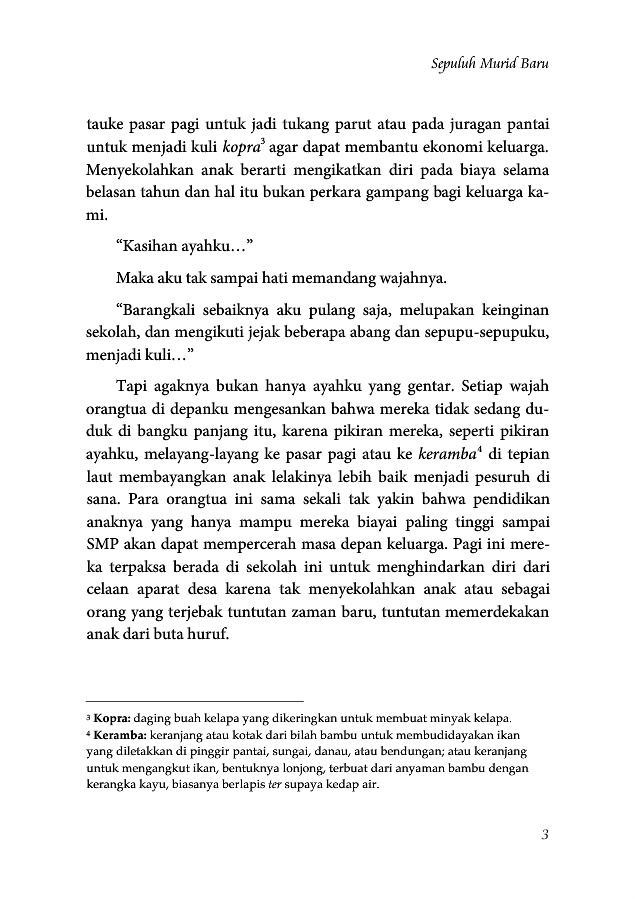 Sepuluh Murid Baru
tauke pasar pagi untuk jadi tukang parut atau pada juragan pantai
untuk menjadi kuli kopra³ agar dapat membantu ekonomi keluarga.
Menyekolahkan anak berarti mengikatkan diri pada biaya selama
belasan tahun dan hal itu bukan perkara gampang bagi keluarga ka-
mi.
“Kasihan ayahku…”
Maka aku tak sampai hati memandang wajahnya.
“Barangkali sebaiknya aku pulang saja, melupakan keinginan
sekolah, dan mengikuti jejak beberapa abang dan sepupu-sepupuku,
menjadi kuli…”
Tapi agaknya bukan hanya ayahku yang gentar. Setiap wajah
orangtua di depanku mengesankan bahwa mereka tidak sedang du-
duk di bangku panjang itu, karena pikiran mereka, seperti pikiran
ayahku, melayang-layang ke pasar pagi atau ke keramba⁴ di tepian
laut membayangkan anak lelakinya lebih baik menjadi pesuruh di
sana. Para orangtua ini sama sekali tak yakin bahwa pendidikan
anaknya yang hanya mampu mereka biayai paling tinggi sampai
SMP akan dapat mempercerah masa depan keluarga. Pagi ini mere-
ka terpaksa berada di sekolah ini untuk menghindarkan diri dari
celaan aparat desa karena tak menyekolahkan anak atau sebagai
orang yang terjebak tuntutan zaman baru, tuntutan memerdekakan
anak dari buta huruf.
³ Kopra: daging buah kelapa yang dikeringkan untuk membuat minyak kelapa.
⁴ Keramba: keranjang atau kotak dari bilah bambu untuk membudidayakan ikan
yang diletakkan di pinggir pantai, sungai, danau, atau bendungan; atau keranjang
untuk mengangkut ikan, bentuknya lonjong, terbuat dari anyaman bambu dengan
kerangka kayu, biasanya berlapis ter supaya kedap air.
3